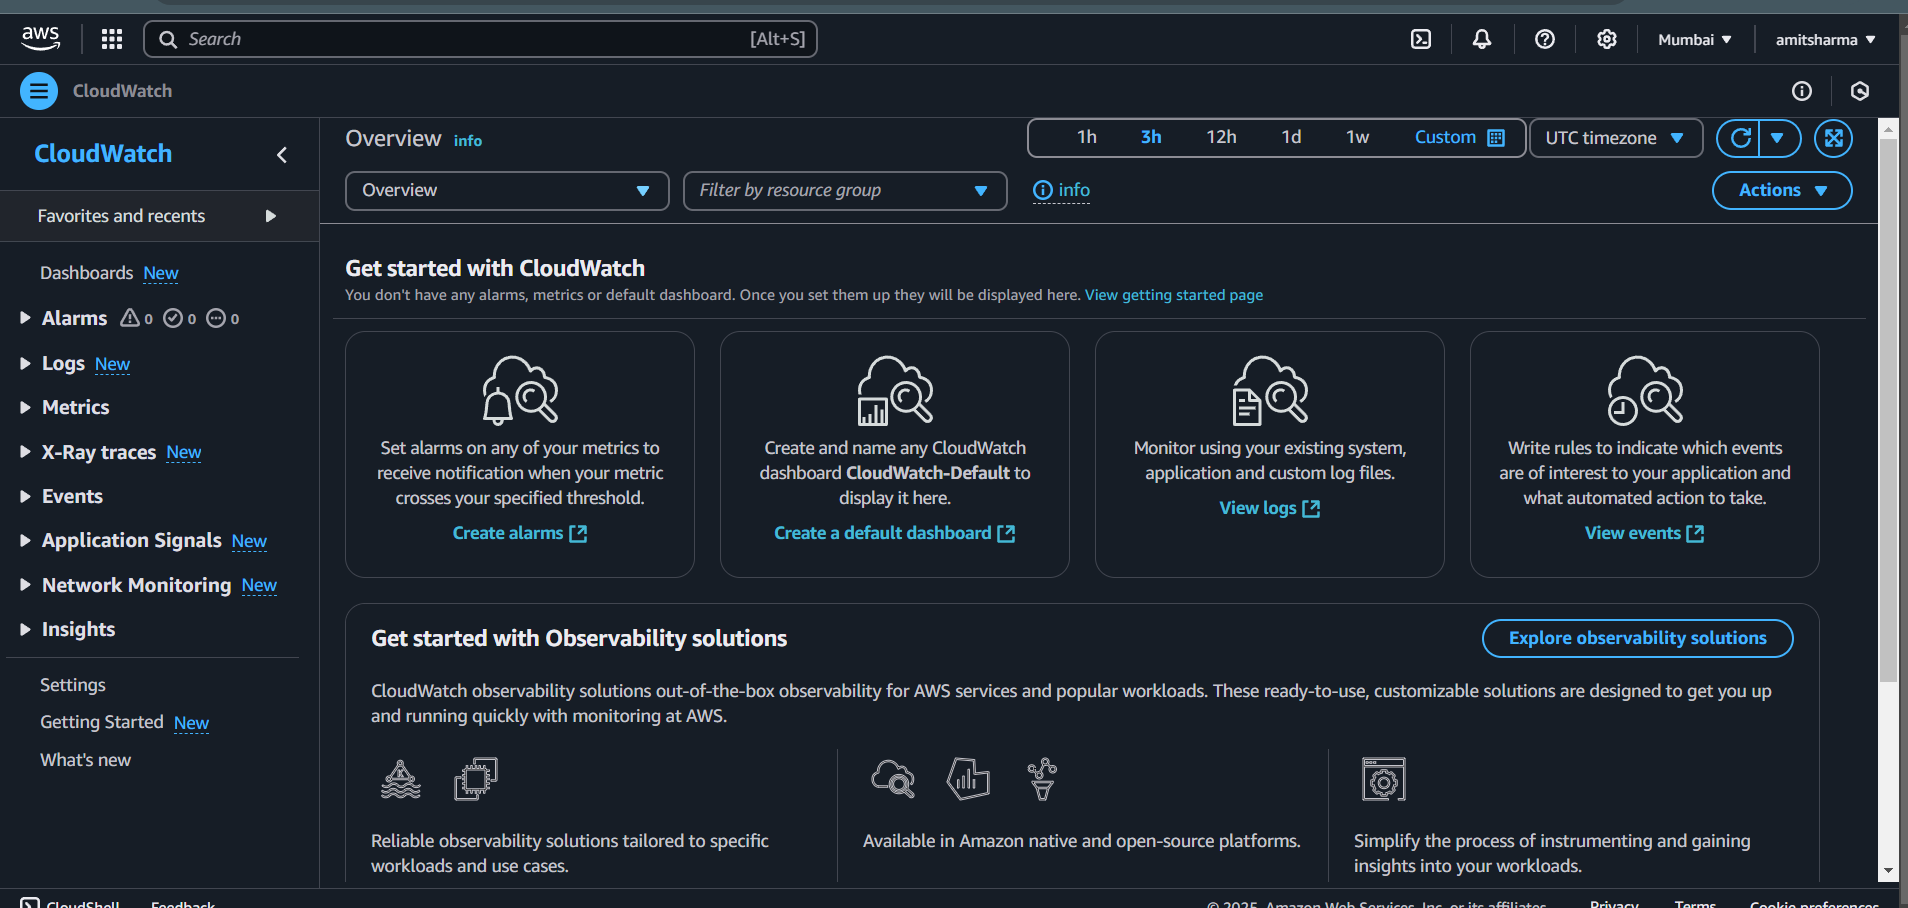 aws
Search [Alt+S]
Mumbai
amitsharma
CloudWatch
CloudWatch
Favorites and recents
Dashboards New
Alarms 0 0 0
Logs New
Metrics
X-Ray traces New
Events
Application Signals New
Network Monitoring New
Insights
Settings
Getting Started New
What's new
Overview info
1h 3h 12h 1d 1w Custom
UTC timezone
Overview
Filter by resource group
info
Actions
Get started with CloudWatch
You don't have any alarms, metrics or default dashboard. Once you set them up they will be displayed here. View getting started page
Set alarms on any of your metrics to
receive notification when your metric
crosses your specified threshold.
Create alarms
Create and name any CloudWatch
dashboard CloudWatch-Default to
display it here.
Create a default dashboard
Monitor using your existing system,
application and custom log files.
View logs
Write rules to indicate which events
are of interest to your application and
what automated action to take.
View events
Get started with Observability solutions
Explore observability solutions
CloudWatch observability solutions out-of-the-box observability for AWS services and popular workloads. These ready-to-use, customizable solutions are designed to get you up
and running quickly with monitoring at AWS.
Reliable observability solutions tailored to specific
workloads and use cases.
Available in Amazon native and open-source platforms.
Simplify the process of instrumenting and gaining
insights into your workloads.
CloudShell Feedback
© 2025, Amazon Web Services, Inc. or its affiliates.
Privacy Terms Cookie preferences